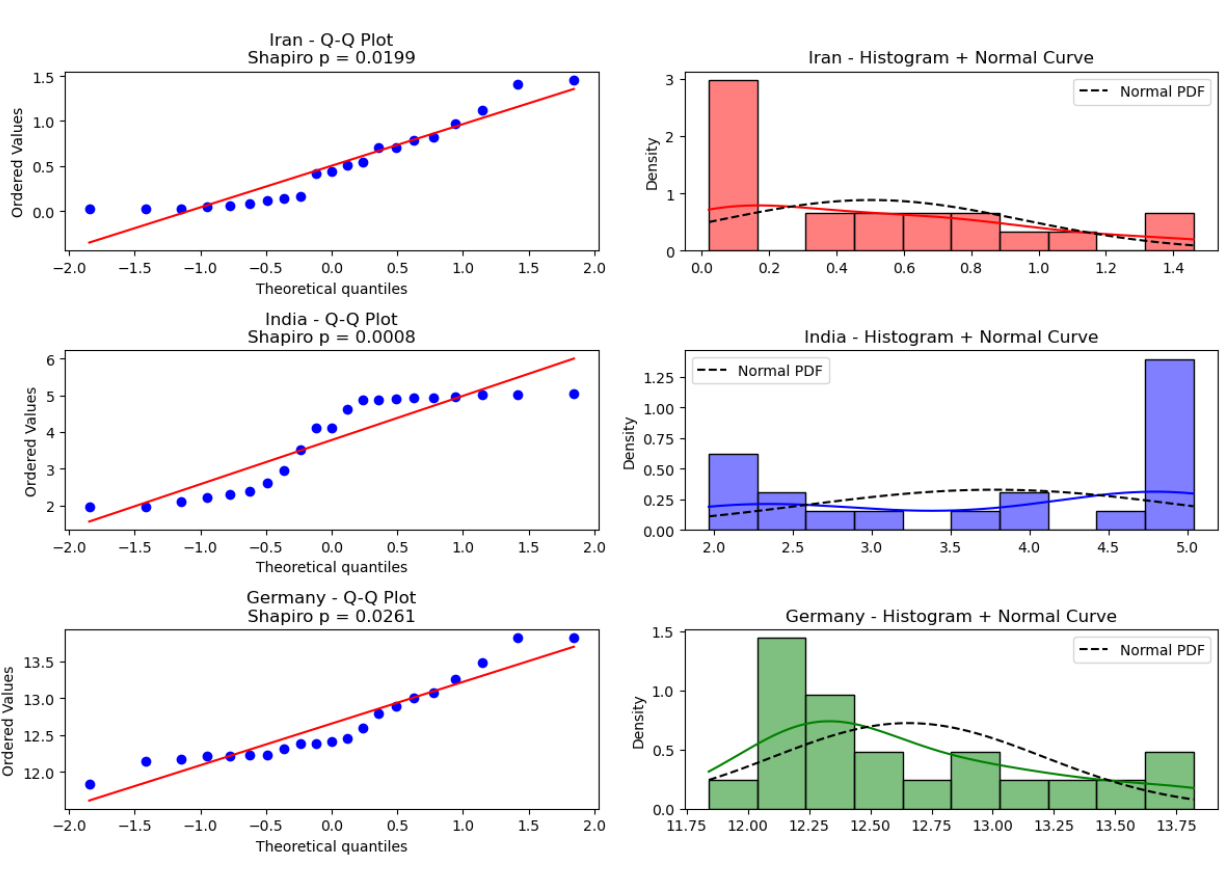 Iran - Q-Q Plot
Shapiro p = 0.0199
1.5
1.0
0.5
0.0
Ordered Values
−2.0 −1.5 −1.0 −0.5 0.0 0.5 1.0 1.5 2.0
Theoretical quantiles
Iran - Histogram + Normal Curve
Normal PDF
3
2
1
0
Density
0.0 0.2 0.4 0.6 0.8 1.0 1.2 1.4
India - Q-Q Plot
Shapiro p = 0.0008
6
5
4
3
2
Ordered Values
−2.0 −1.5 −1.0 −0.5 0.0 0.5 1.0 1.5 2.0
Theoretical quantiles
India - Histogram + Normal Curve
Normal PDF
1.25
1.00
0.75
0.50
0.25
0.00
Density
2.0 2.5 3.0 3.5 4.0 4.5 5.0
Germany - Q-Q Plot
Shapiro p = 0.0261
13.5
13.0
12.5
12.0
Ordered Values
−2.0 −1.5 −1.0 −0.5 0.0 0.5 1.0 1.5 2.0
Theoretical quantiles
Germany - Histogram + Normal Curve
Normal PDF
1.5
1.0
0.5
0.0
Density
11.75 12.00 12.25 12.50 12.75 13.00 13.25 13.50 13.75